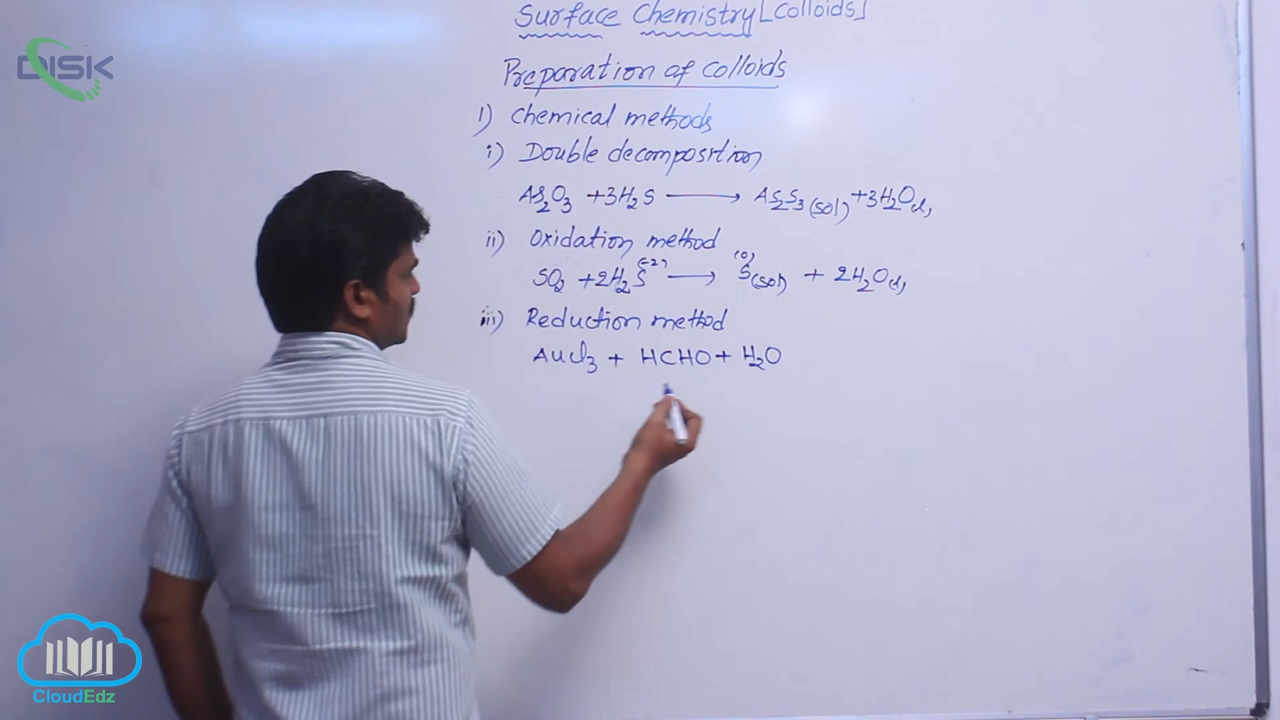 DISK
Surface Chemistry [Colloids]
Preparation of colloids
1) Chemical methods
i) Double decomposition
As₂O₃ + 3H₂S ⟶ As₂S₃(sol) + 3H₂O(l)
ii) Oxidation method
SO₂ + 2H₂S(-2) ⟶ S(0)(sol) + 2H₂O(l)
iii) Reduction method
AuCl₃ + HCHO + H₂O
CloudEdz